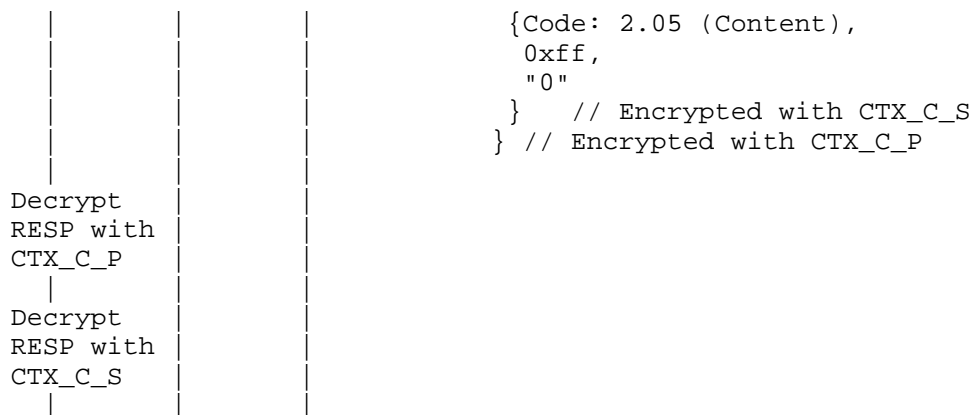 |          |          |                {Code: 2.05 (Content),
|          |          |                 0xff,
|          |          |                 "0"
|          |          |                }   // Encrypted with CTX_C_S
|          |          |               } // Encrypted with CTX_C_P
|          |          |
Decrypt    |          |
RESP with  |          |
CTX_C_P    |          |
|          |          |
Decrypt    |          |
RESP with  |          |
CTX_C_S    |          |
|          |          |